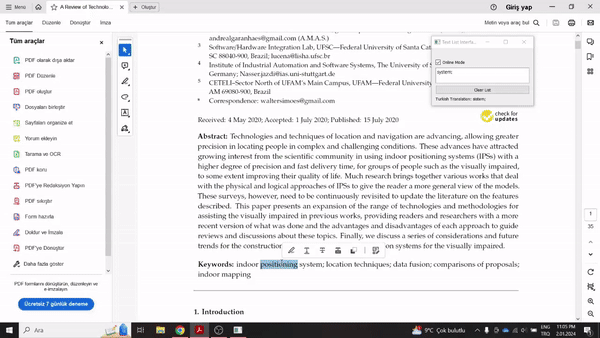 Menü
A Review of Technolo...
Oluştur
Giriş yap
Tüm araçlar
Düzenle
Dönüştür
İmza
Metin veya araç bul
Tüm araçlar
PDF olarak dışa aktar
PDF Düzenle
PDF oluştur
Dosyaları birleştir
Sayfaları organize et
Yorum ekleyin
Tarama ve OCR
PDF koru
PDF'ye Redaksiyon Yapın
PDF sıkıştır
Form hazırla
Doldur ve İmzala
PDF'ye Dönüştür
Daha fazla göster
PDF formlarını dönüştürün, düzenleyin ve
e-imzalayın
Ücretsiz 7 günlük deneme
andrealgaranhaes@gmail.com (A.M.A.S.)
3 Software/Hardware Integration Lab, UFSC—Federal University of Santa Cat
SC 88040-900, Brazil; lucena@lisha.ufsc.br
4 Institute of Industrial Automation and Software Systems, The University of S
Germany; Nasser.jazdi@ias.uni-stuttgart.de
5 CETELI–Sector North of UFAM's Main Campus, UFAM—Federal University
AM 69080-900, Brazil
* Correspondence: waltersimoes@gmail.com
Received: 4 May 2020; Accepted: 1 July 2020; Published: 15 July 2020
check for
updates
Online Mode
system;
Clear List
Turkish Translation: sistem;
Abstract: Technologies and techniques of location and navigation are advancing, allowing greater
precision in locating people in complex and challenging conditions. These advances have attracted
growing interest from the scientific community in using indoor positioning systems (IPSs) with a
higher degree of precision and fast delivery time, for groups of people such as the visually impaired,
to some extent improving their quality of life. Much research brings together various works that deal
with the physical and logical approaches of IPSs to give the reader a more general view of the models.
These surveys, however, need to be continuously revisited to update the literature on the features
described. This paper presents an expansion of the range of technologies and methodologies for
assisting the visually impaired in previous works, providing readers and researchers with a more
recent version of what was done and the advantages and disadvantages of each approach to guide
reviews and discussions about these topics. Finally, we discuss a series of considerations and future
trends for the construction on systems for the visually impaired.
Keywords: indoor positioning system; location techniques; data fusion; comparisons of proposals;
indoor mapping
1. Introduction
1
35
Ara
9°C Çok bulutlu
ENG
TRQ
11:05 PM
2.01.2024